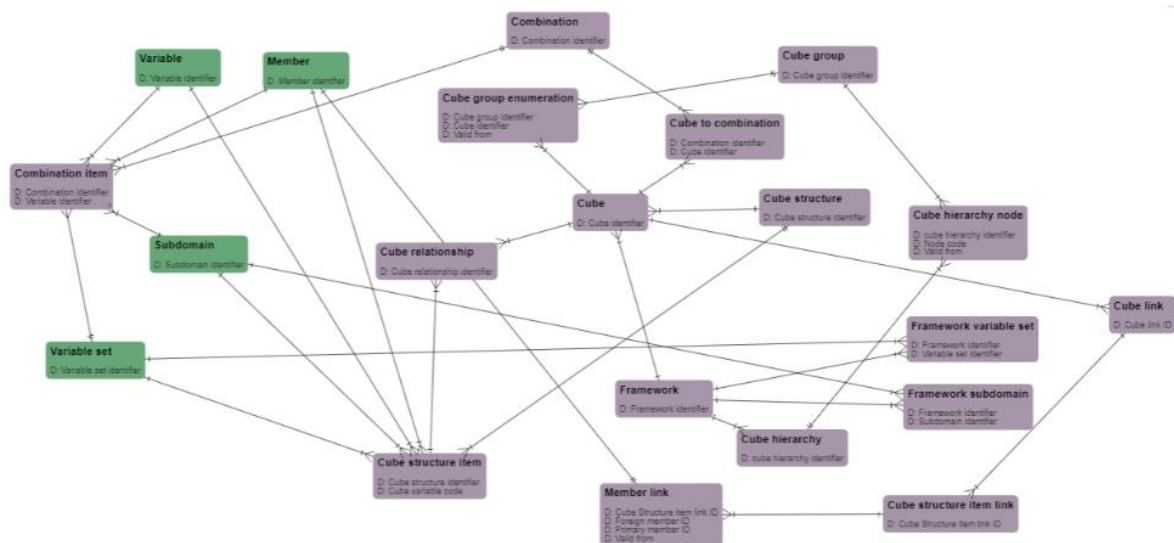 Combination
D: Combination identifier
Variable
D: Variable identifier
Member
D: Member identifier
Cube group
D: Cube group identifier
Cube group enumeration
D: Cube group identifier
D: Cube identifier
D: Valid from
Cube to combination
D: Combination identifier
D: Cube identifier
Combination item
D: Combination identifier
D: Variable identifier
Cube
D: Cube identifier
Cube structure
D: Cube structure identifier
Cube hierarchy node
D: cube hierarchy identifier
D: Node code
D: Valid from
Subdomain
D: Subdomain identifier
Cube relationship
D: Cube relationship identifier
Cube link
D: Cube link ID
Framework variable set
D: Framework identifier
D: Variable set identifier
Variable set
D: Variable set identifier
Framework
D: Framework identifier
Framework subdomain
D: Framework identifier
D: Subdomain identifier
Cube hierarchy
D: cube hierarchy identifier
Cube structure item
D: Cube structure identifier
D: Cube variable code
Member link
D: Cube Structure item link ID
D: Foreign member ID
D: Primary member ID
D: Valid from
Cube structure item link
D: Cube Structure item link ID